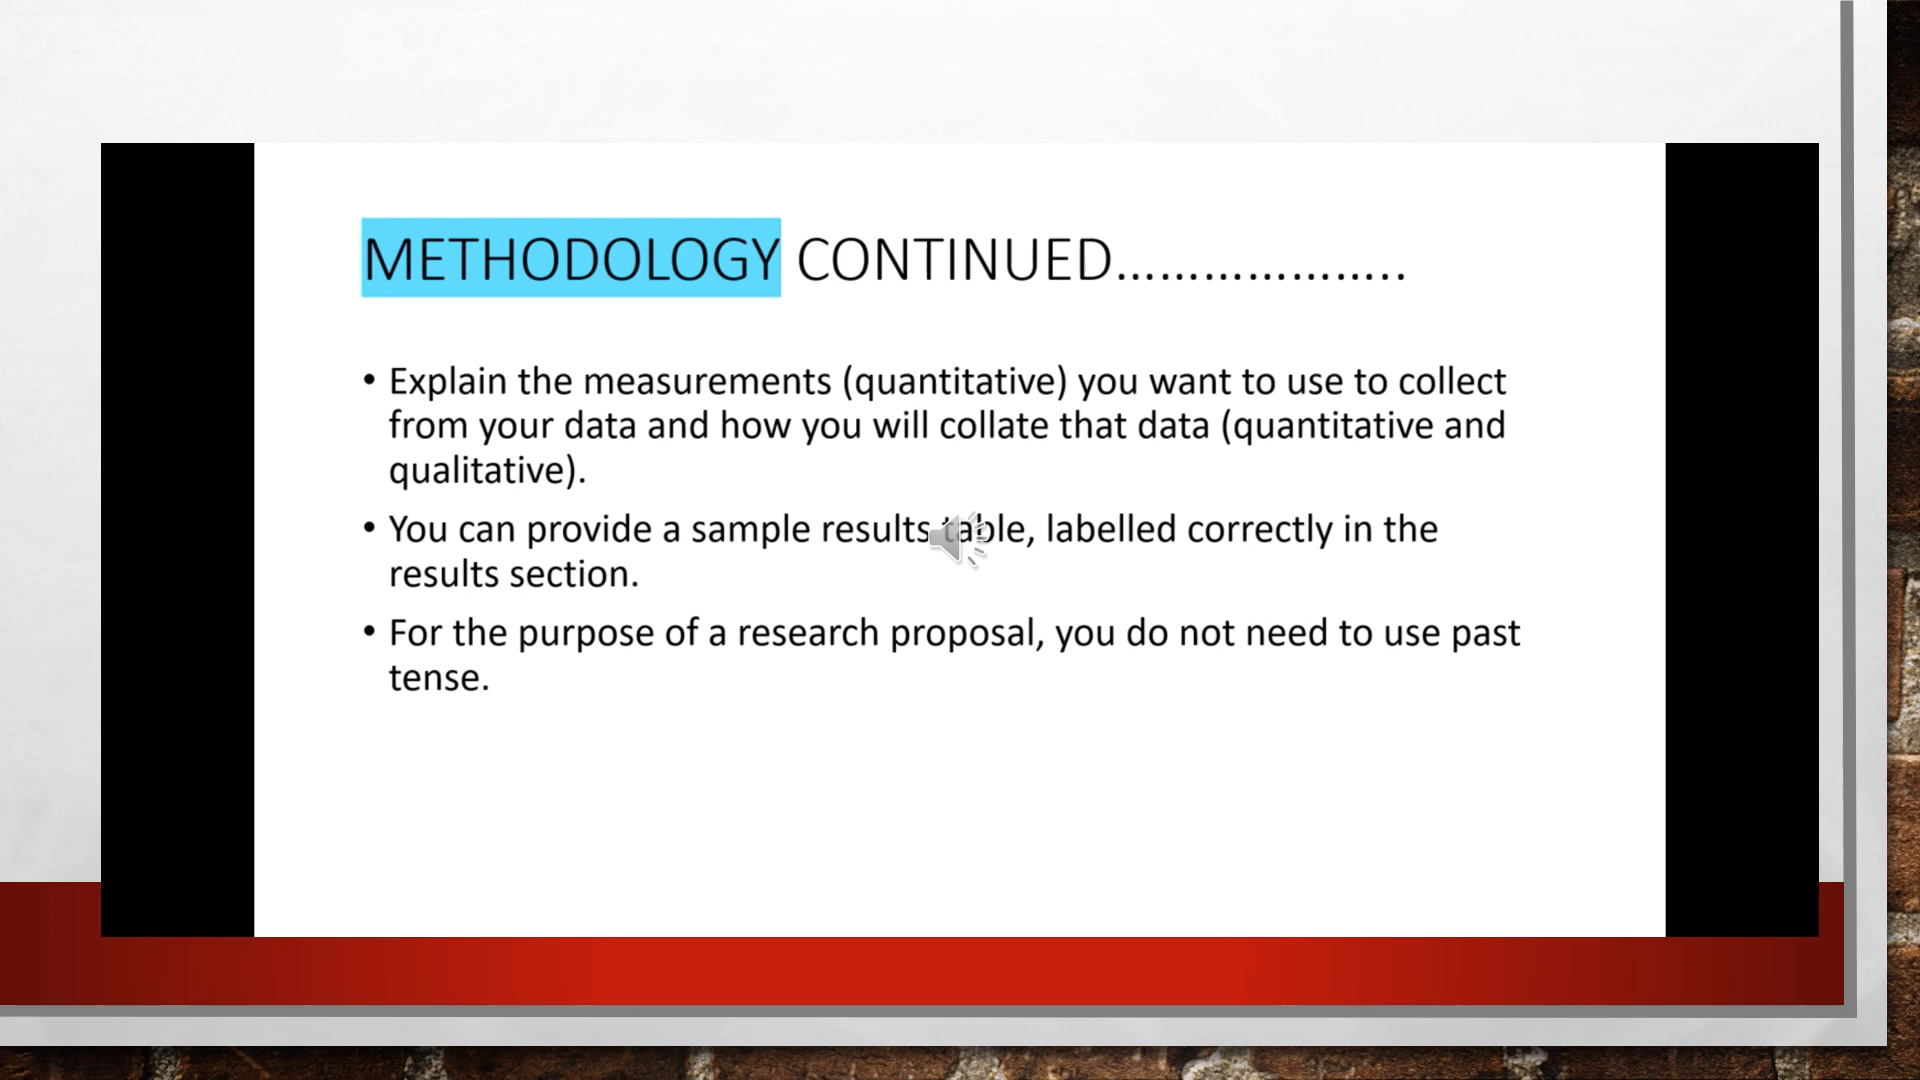 METHODOLOGY CONTINUED………………..
• Explain the measurements (quantitative) you want to use to collect
from your data and how you will collate that data (quantitative and
qualitative).
• You can provide a sample results table, labelled correctly in the
results section.
• For the purpose of a research proposal, you do not need to use past
tense.